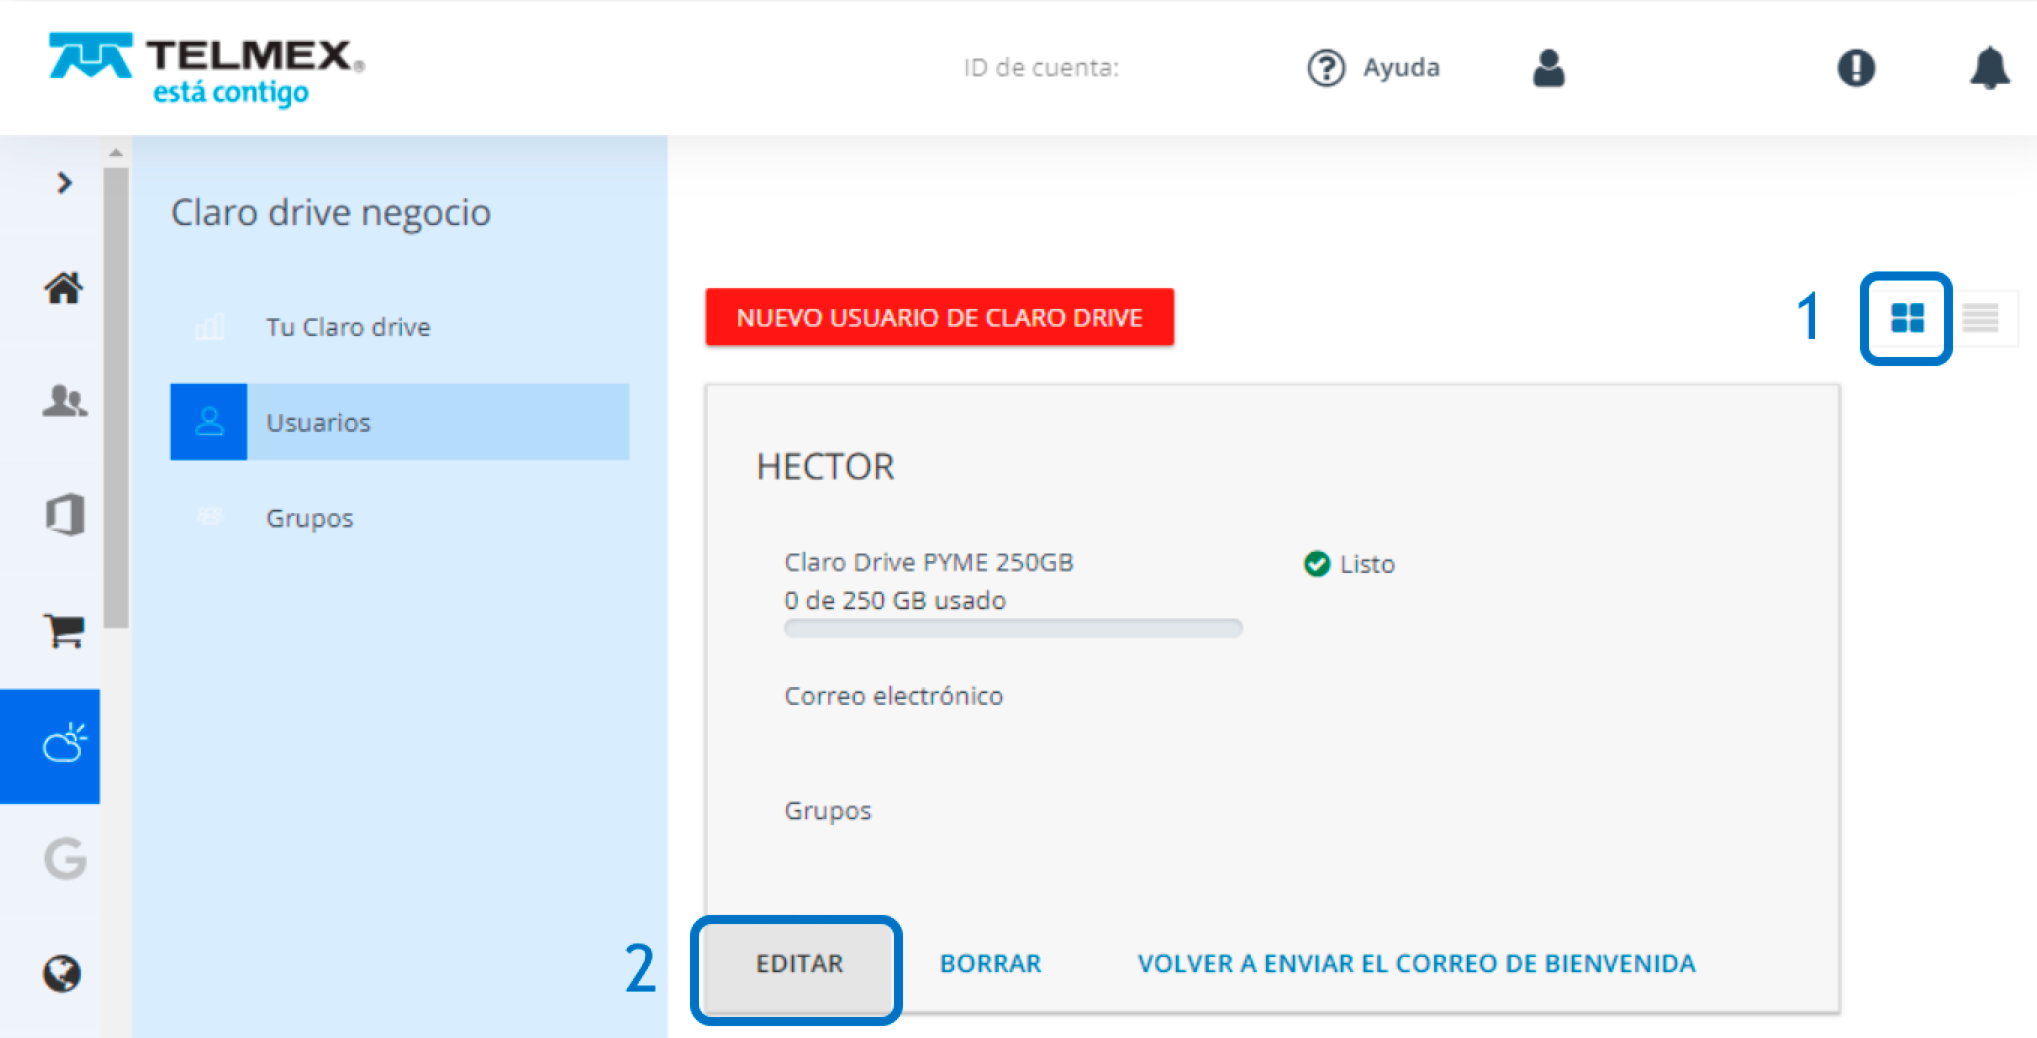 TELMEX®
está contigo
ID de cuenta:
Ayuda
Claro drive negocio
Tu Claro drive
Usuarios
Grupos
NUEVO USUARIO DE CLARO DRIVE
1
HECTOR
Claro Drive PYME 250GB
Listo
0 de 250 GB usado
Correo electrónico
Grupos
2
EDITAR
BORRAR
VOLVER A ENVIAR EL CORREO DE BIENVENIDA